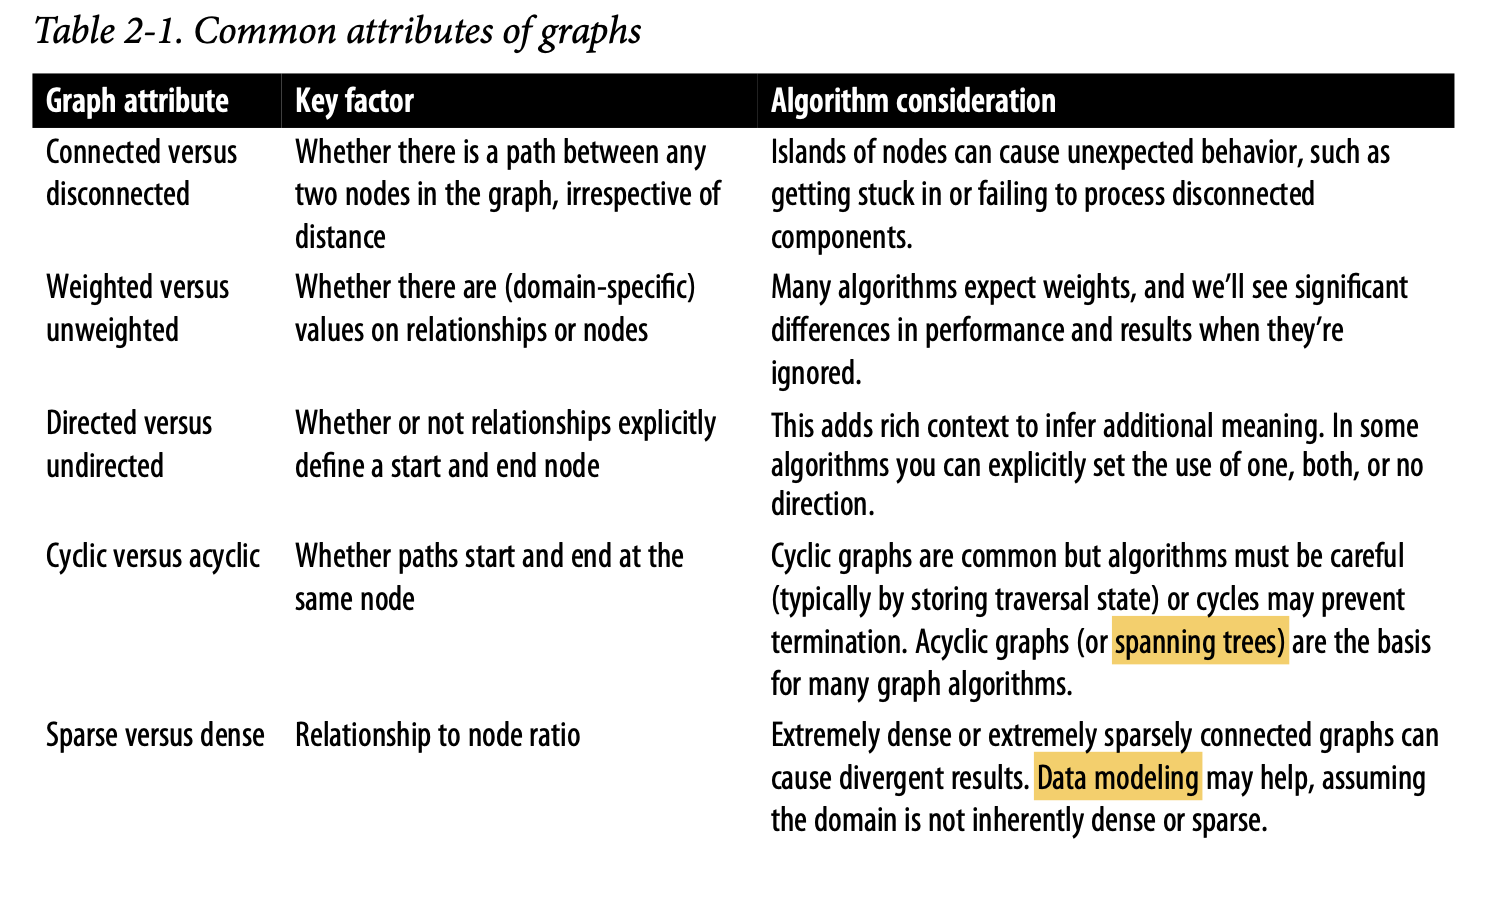 Table 2-1. Common attributes of graphs
Graph attribute Key factor Algorithm consideration
Connected versus
disconnected
Whether there is a path between any
two nodes in the graph, irrespective of
distance
Islands of nodes can cause unexpected behavior, such as
getting stuck in or failing to process disconnected
components.
Weighted versus
unweighted
Whether there are (domain-specific)
values on relationships or nodes
Many algorithms expect weights, and we’ll see significant
differences in performance and results when they’re
ignored.
Directed versus
undirected
Whether or not relationships explicitly
define a start and end node
This adds rich context to infer additional meaning. In some
algorithms you can explicitly set the use of one, both, or no
direction.
Cyclic versus acyclic
Whether paths start and end at the
same node
Cyclic graphs are common but algorithms must be careful
(typically by storing traversal state) or cycles may prevent
termination. Acyclic graphs (or spanning trees) are the basis
for many graph algorithms.
Sparse versus dense
Relationship to node ratio
Extremely dense or extremely sparsely connected graphs can
cause divergent results. Data modeling may help, assuming
the domain is not inherently dense or sparse.